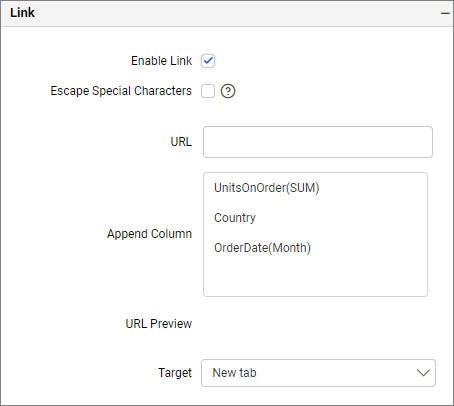 Link
Enable Link
Escape Special Characters
URL
UnitsOnOrder(SUM)
Country
Append Column
OrderDate(Month)
URL Preview
Target New tab